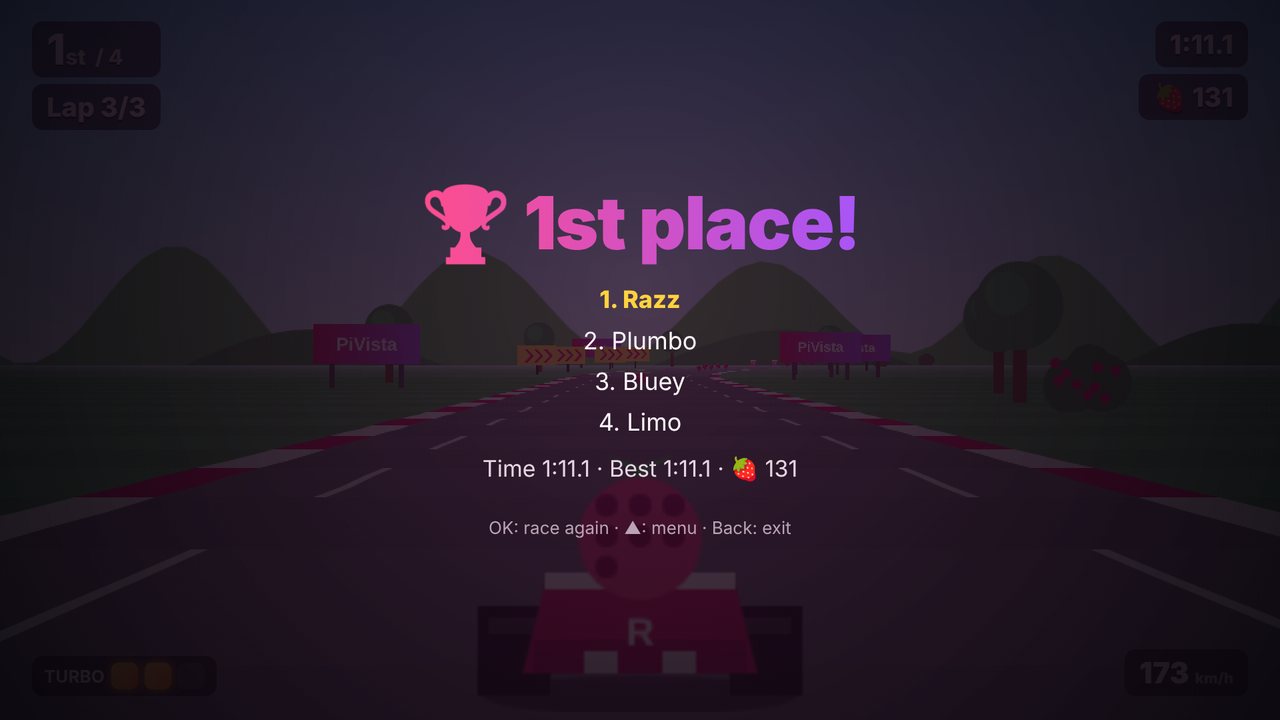 1st / 4
Lap 3/3
1:11.1
🍓 131
🏆 1st place!
1. Razz
2. Plumbo
3. Bluey
4. Limo
Time 1:11.1 · Best 1:11.1 · 🍓 131
OK: race again · ▲: menu · Back: exit
PiVista
PiVista
sta
R
TURBO
173 km/h